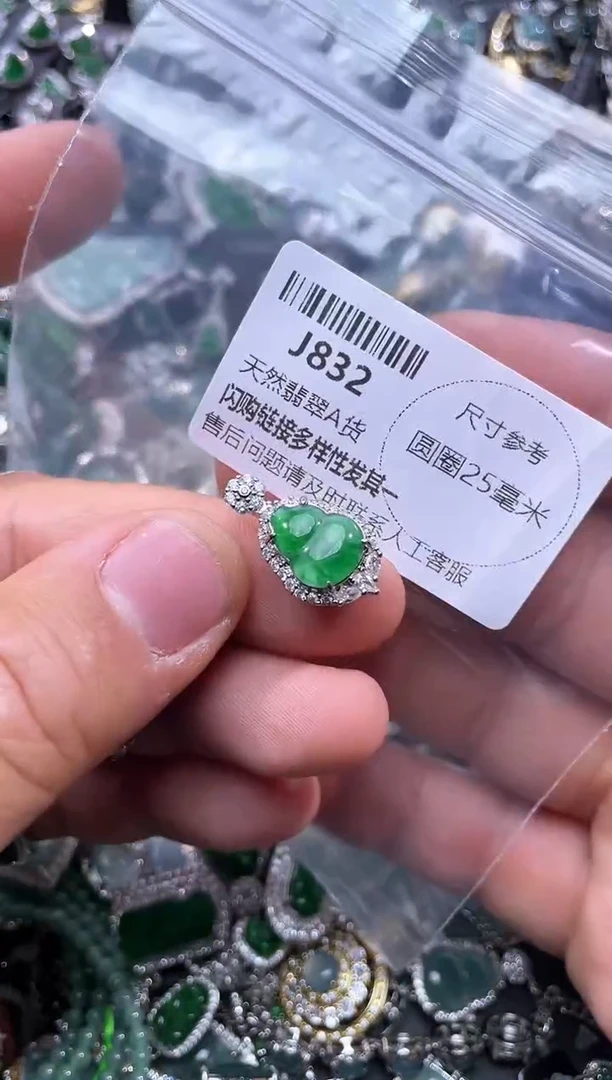 J832
天然翡翠A货
闪购链接多样性发其一
售后问题请及时联系人工客服
尺寸参考
圆圈25毫米